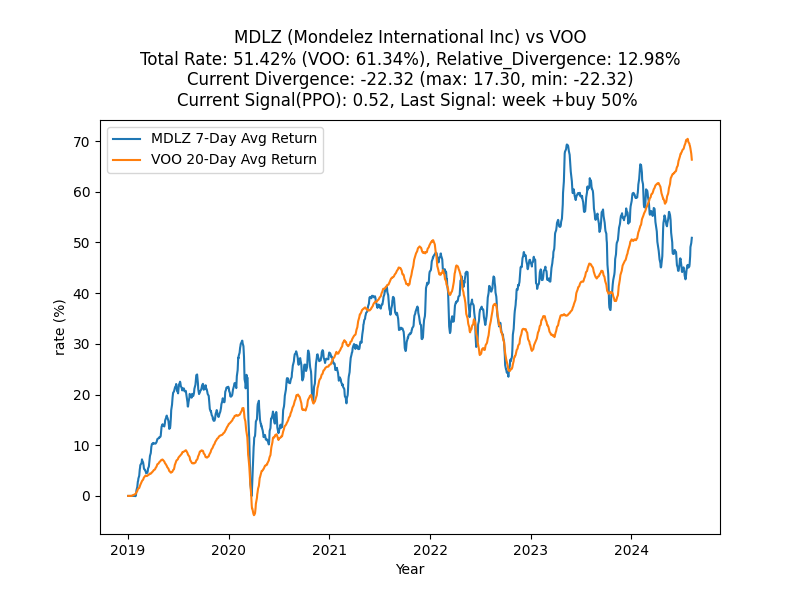 MDLZ (Mondelez International Inc) vs VOO
Total Rate: 51.42% (VOO: 61.34%), Relative_Divergence: 12.98%
Current Divergence: -22.32 (max: 17.30, min: -22.32)
Current Signal(PPO): 0.52, Last Signal: week +buy 50%
MDLZ 7-Day Avg Return
VOO 20-Day Avg Return
70
60
50
40
30
20
10
0
rate (%)
2019 2020 2021 2022 2023 2024
Year